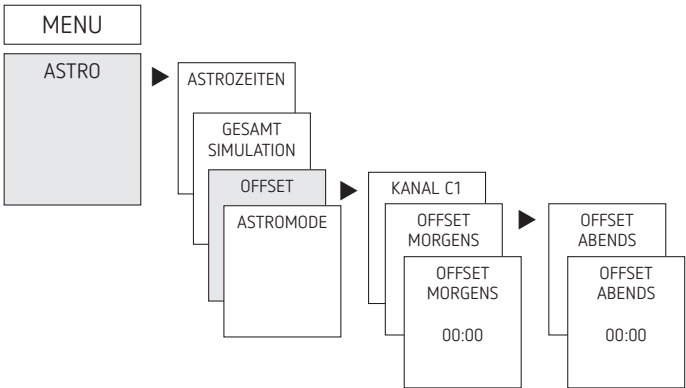 MENU
ASTRO
ASTROZEITEN
GESAMT
SIMULATION
OFFSET
ASTROMODE
KANAL C1
OFFSET
MORGENS
OFFSET
MORGENS
00:00
OFFSET
ABENDS
OFFSET
ABENDS
00:00